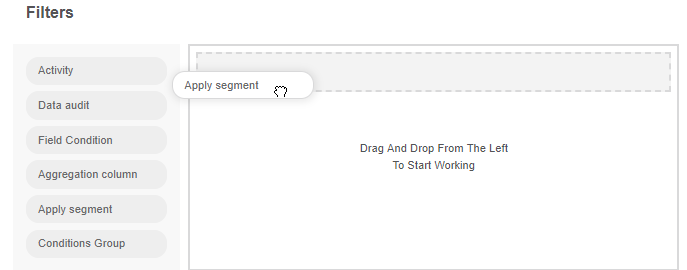 Filters
Activity
Data audit
Field Condition
Aggregation column
Apply segment
Conditions Group
Apply segment
Drag And Drop From The Left
To Start Working